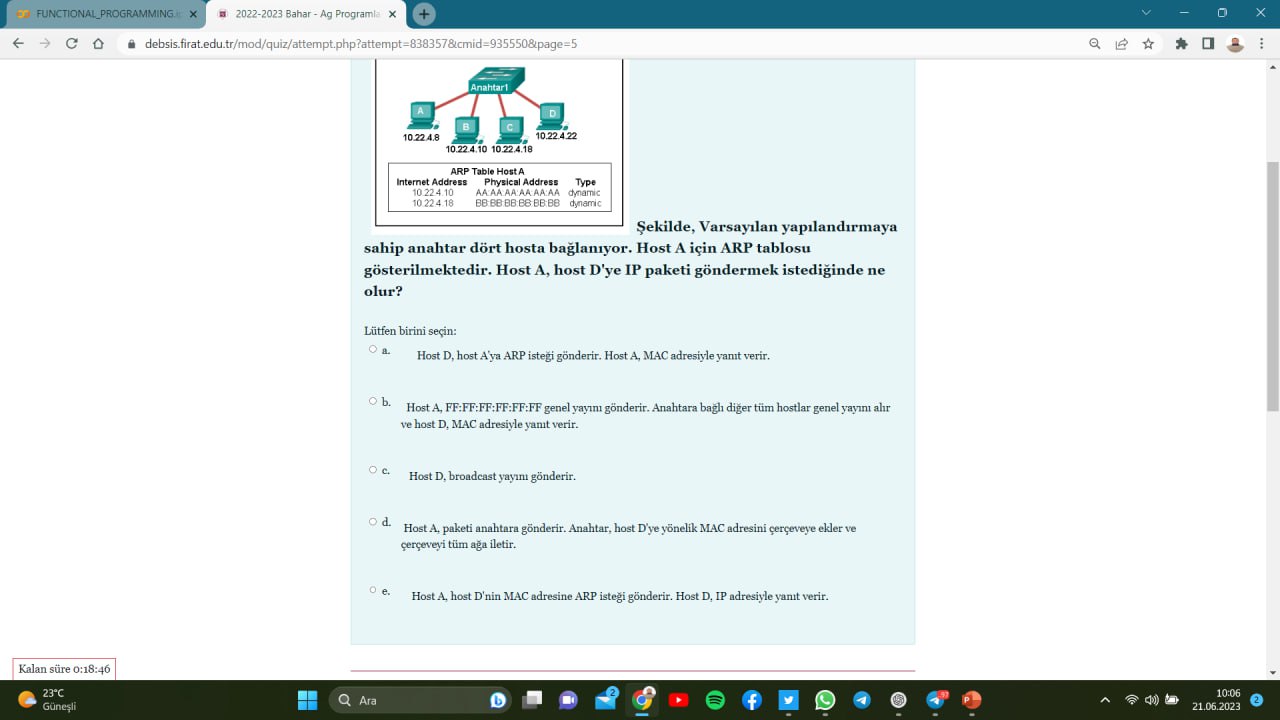 FUNCTIONAL_PROGRAMMING.i
2022-2023 Bahar - Ag Programla
debsis.firat.edu.tr/mod/quiz/attempt.php?attempt=838357&cmid=935550&page=5
Anahtar1
A
B
C
D
10.22.4.8
10.22.4.10
10.22.4.18
10.22.4.22
ARP Table Host A
Internet Address Physical Address Type
10.22.4.10 AA:AA:AA:AA:AA:AA dynamic
10.22.4.18 BB:BB:BB:BB:BB:BB dynamic
Şekilde, Varsayılan yapılandırmaya
sahip anahtar dört hosta bağlanıyor. Host A için ARP tablosu
gösterilmektedir. Host A, host D'ye IP paketi göndermek istediğinde ne
olur?
Lütfen birini seçin:
a. Host D, host A'ya ARP isteği gönderir. Host A, MAC adresiyle yanıt verir.
b. Host A, FF:FF:FF:FF:FF:FF genel yayını gönderir. Anahtara bağlı diğer tüm hostlar genel yayını alır
ve host D, MAC adresiyle yanıt verir.
c. Host D, broadcast yayını gönderir.
d. Host A, paketi anahtara gönderir. Anahtar, host D'ye yönelik MAC adresini çerçeveye ekler ve
çerçeveyi tüm ağa iletir.
e. Host A, host D'nin MAC adresine ARP isteği gönderir. Host D, IP adresiyle yanıt verir.
Kalan süre 0:18:46
23°C
Güneşli
Ara
2
97
10:06
21.06.2023
2